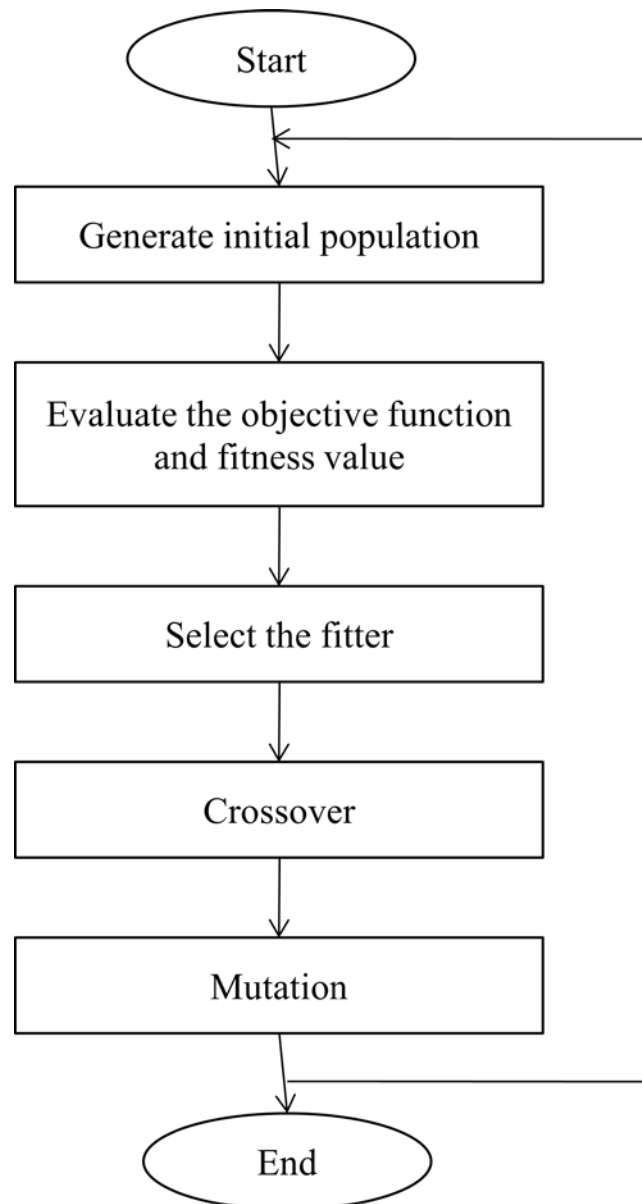 Start
Generate initial population
Evaluate the objective function
and fitness value
Select the fitter
Crossover
Mutation
End